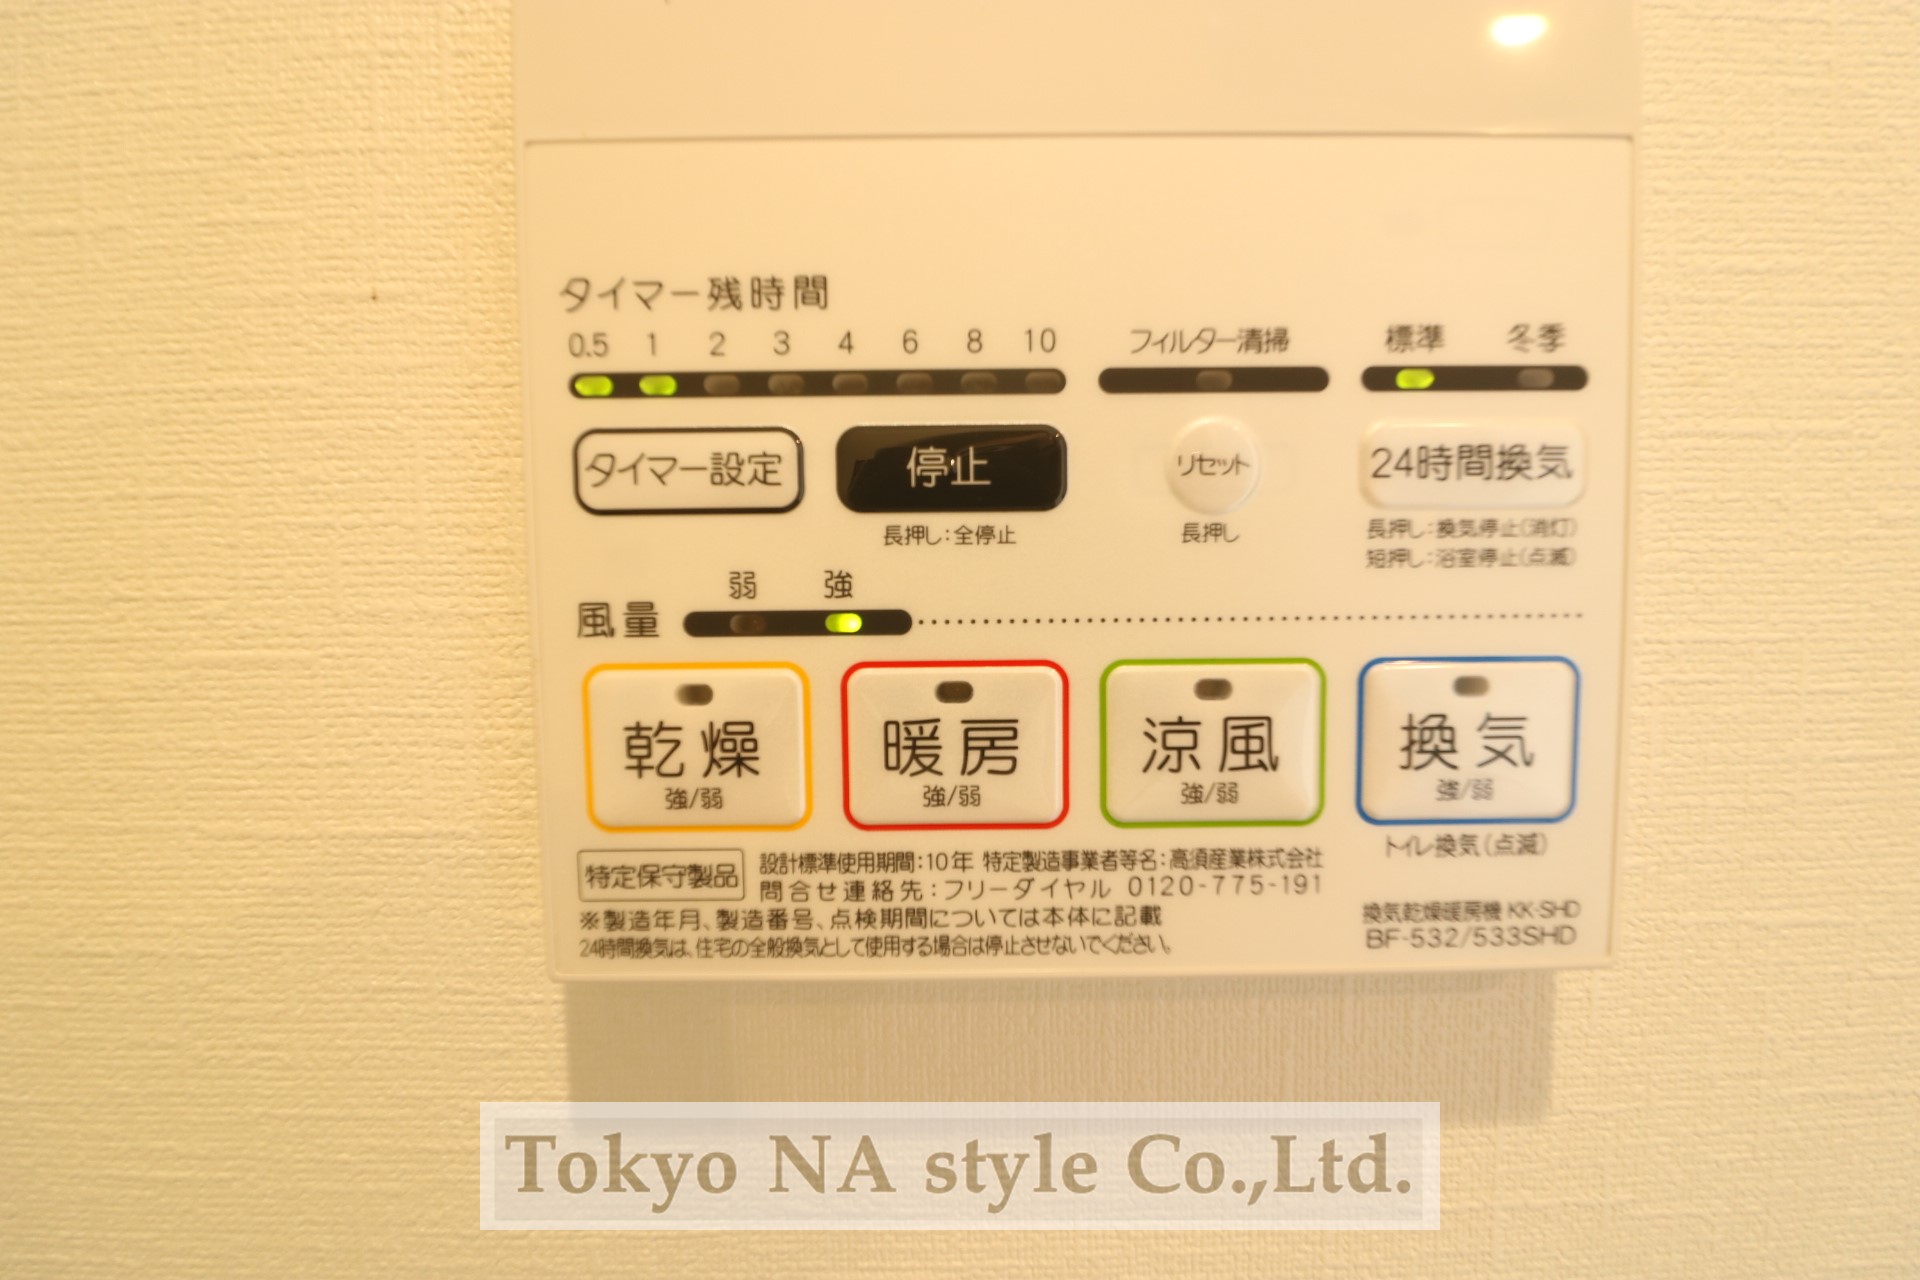 タイマー残時間
0.5 1 2 3 4 6 8 10
フィルター清掃
標準 冬季
タイマー設定
停止
リセット
24時間換気
長押し:全停止
長押し
長押し:換気停止(消灯)
短押し:浴室停止(点滅)
弱 強
風量
乾燥
強/弱
暖房
強/弱
涼風
強/弱
換気
強/弱
トイレ換気(点滅)
特定保守製品
設計標準使用期間:10年 特定製造事業者等名:高須産業株式会社
問合せ連絡先:フリーダイヤル 0120-775-191
※製造年月、製造番号、点検期間については本体に記載
24時間換気は、住宅の全般換気として使用する場合は停止させないでください。
換気乾燥暖房機 KK-SHD
BF-532/533SHD
Tokyo NA style Co.,Ltd.